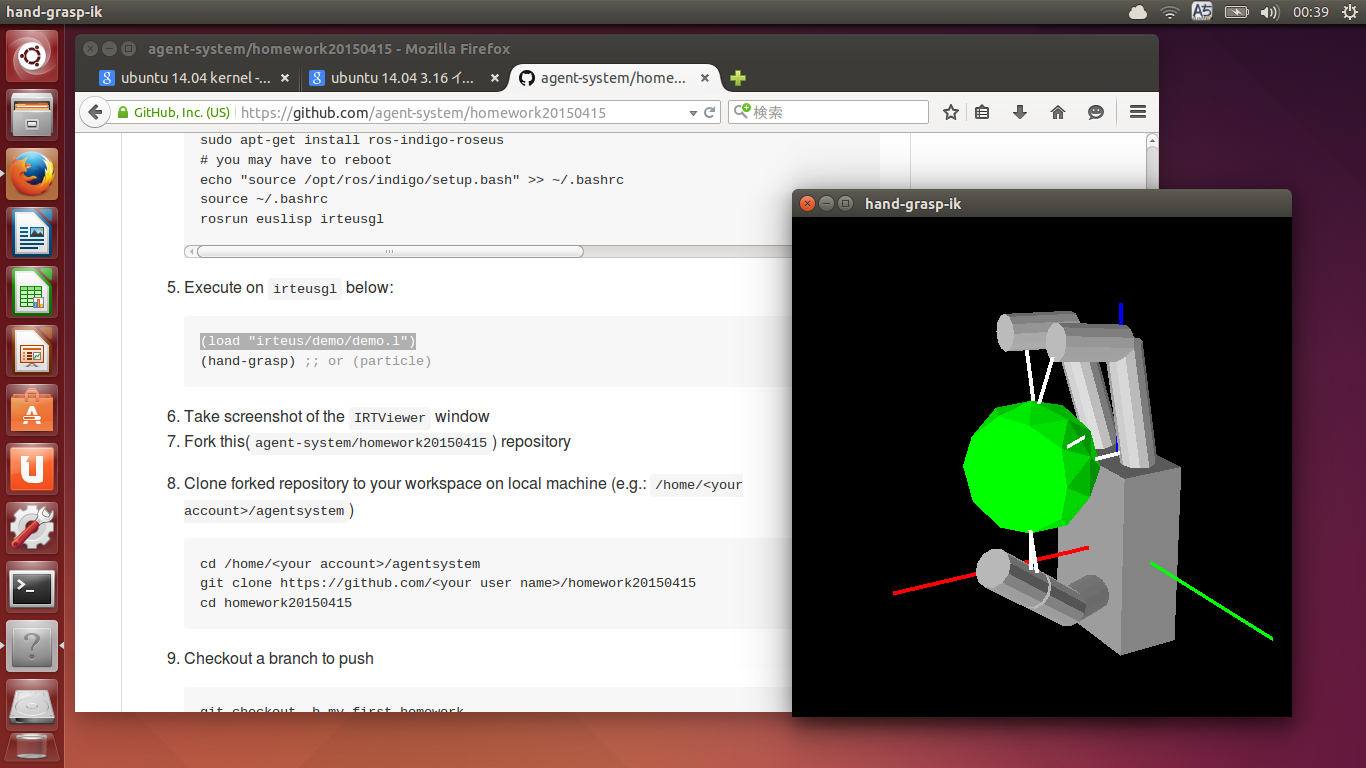 hand-grasp-ik
00:39
agent-system/homework20150415 - Mozilla Firefox
ubuntu 14.04 kernel -...
ubuntu 14.04 3.16 イ...
agent-system/home...
GitHub, Inc. (US)
https://github.com/agent-system/homework20150415
検索
sudo apt-get install ros-indigo-roseus
# you may have to reboot
echo "source /opt/ros/indigo/setup.bash" >> ~/.bashrc
source ~/.bashrc
rosrun euslisp irteusgl
5. Execute on irteusgl below:
(load "irteus/demo/demo.l")
(hand-grasp) ;; or (particle)
6. Take screenshot of the IRTViewer window
7. Fork this( agent-system/homework20150415 ) repository
8. Clone forked repository to your workspace on local machine (e.g.: /home/<your
account>/agentsystem )
cd /home/<your account>/agentsystem
git clone https://github.com/<your user name>/homework20150415
cd homework20150415
9. Checkout a branch to push
git checkout -b my-first-homework
hand-grasp-ik